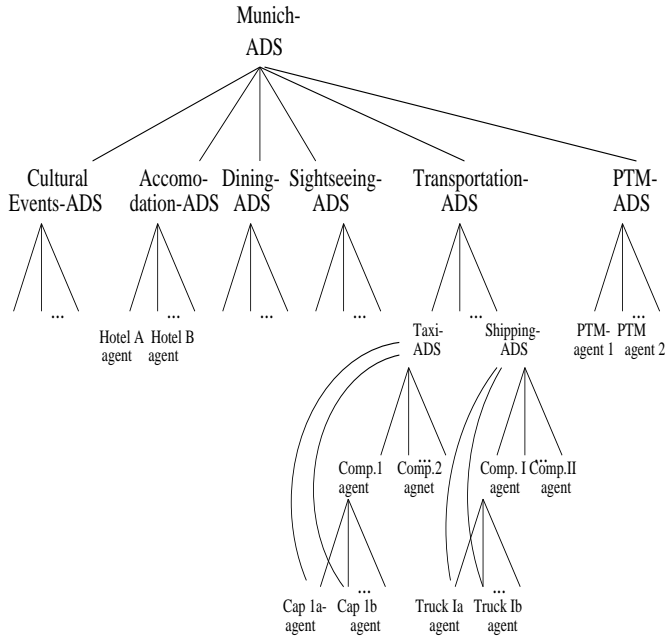 Munich-
ADS
Cultural Accomo- Dining- Sightseeing- Transportation- PTM-
Events-ADS dation-ADS ADS ADS ADS ADS
... ... ... ... ... ...
Hotel A Hotel B Taxi- Shipping- PTM- PTM
agent agent ADS ADS agent 1 agent 2
...
...
Comp.1 Comp.2 Comp. I Comp.II
agent agnet agent agent
... ...
Cap 1a- Cap 1b Truck Ia Truck Ib
agent agent agent agent